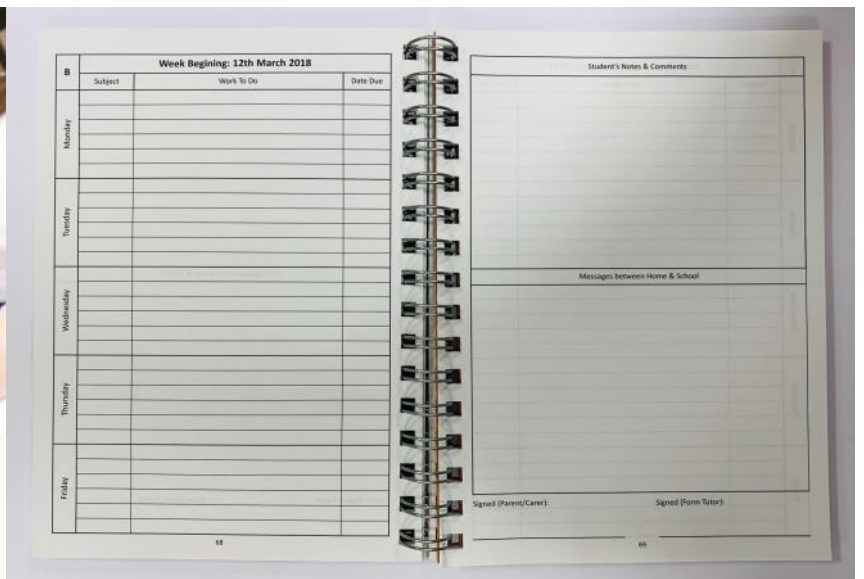 B
Week Begining: 12th March 2018
Subject Work To Do Date Due
Monday
Tuesday
Wednesday
Thursday
Friday
68
Student's Notes & Comments
Messages between Home & School
Signed (Parent/Carer): Signed (Form Tutor):
69